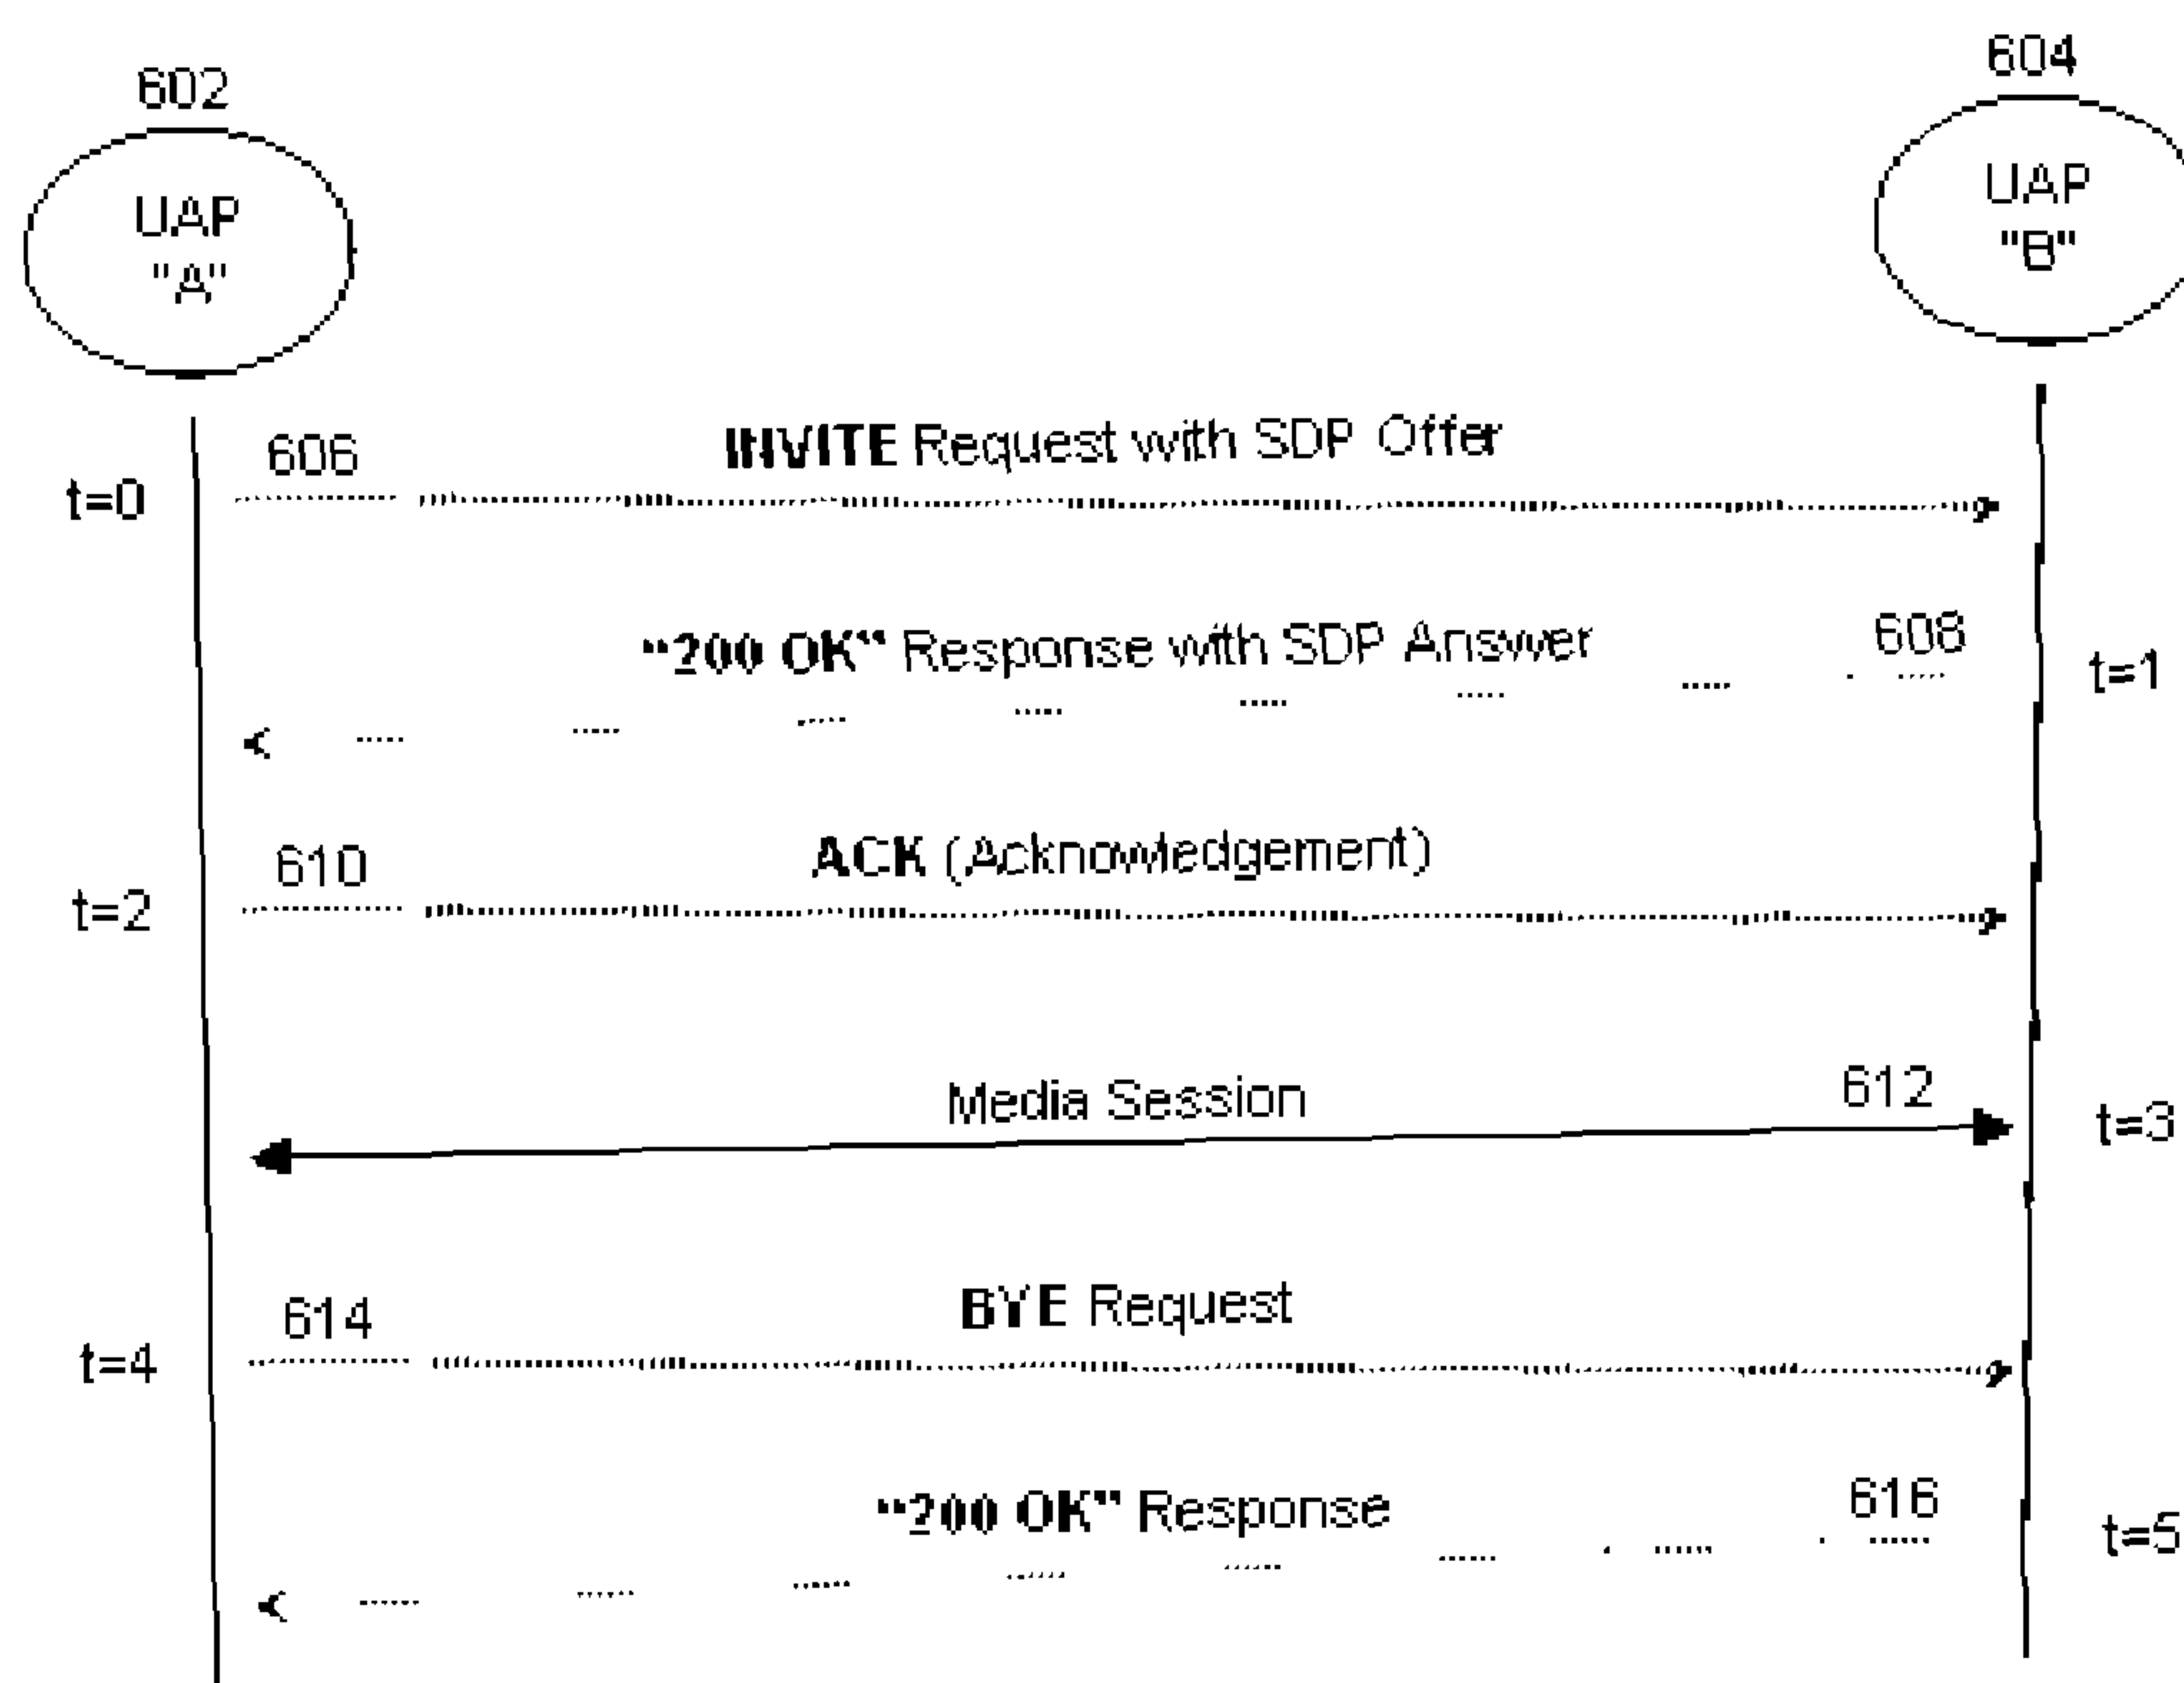 602
604
UAP
"A"
UAP
"B"
INVITE Request with SDP Offer
606
t=0
"200 OK" Response with SDP Answer
608
t=1
ACK (Acknowledgement)
610
t=2
Media Session
612
t=3
BYE Request
614
t=4
"200 OK" Response
616
t=5